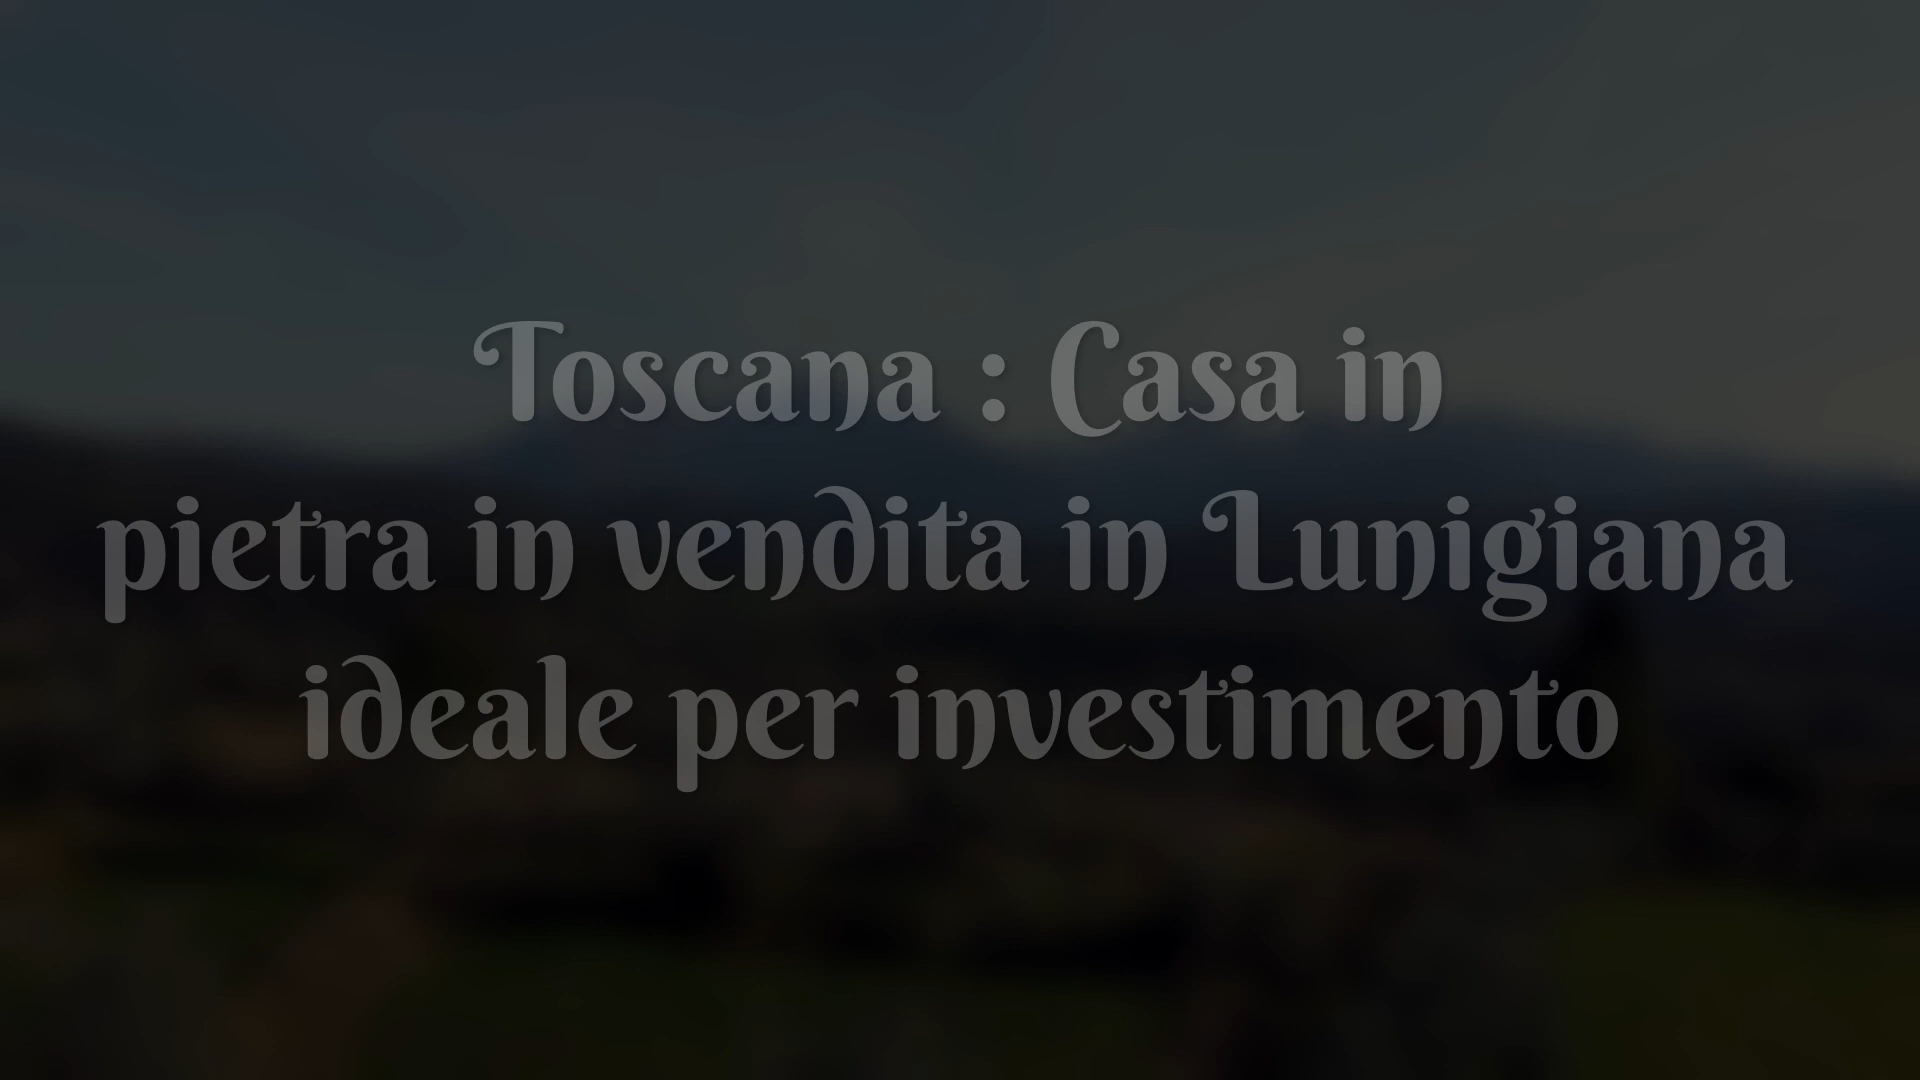 Toscana : Casa in
pietra in vendita in Lunigiana
ideale per investimento